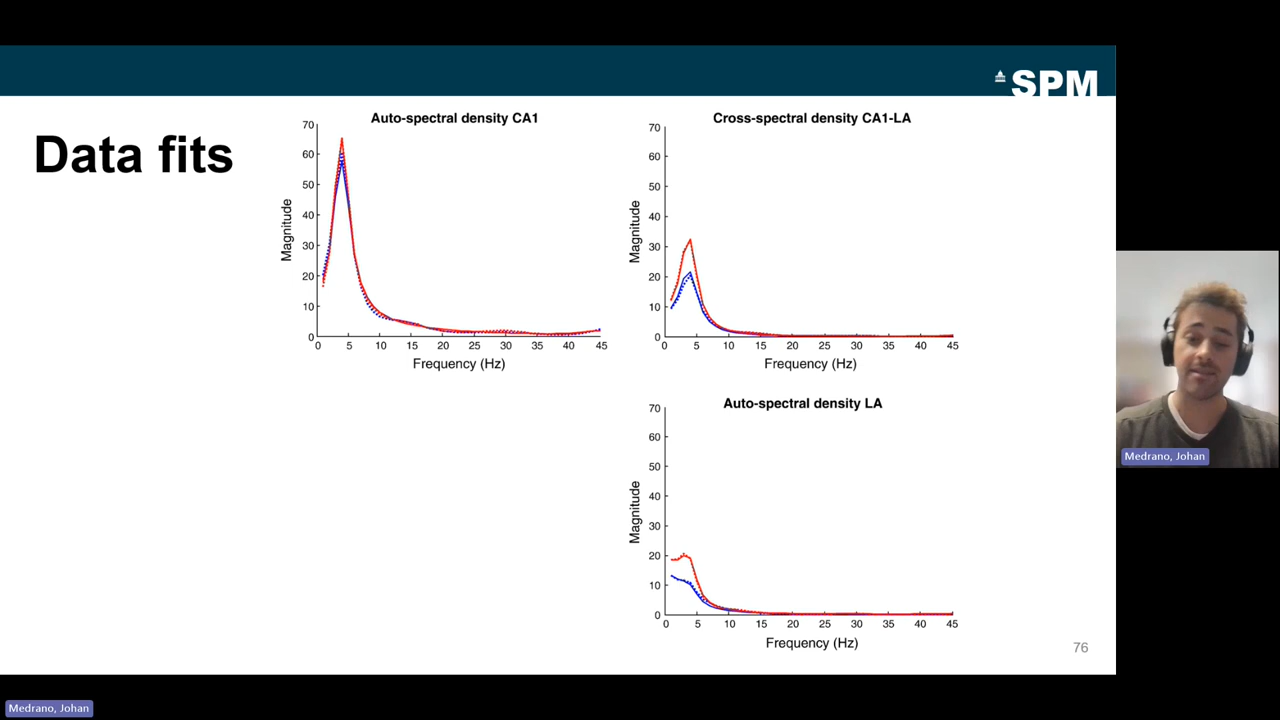 SPM
Data fits
Auto-spectral density CA1
70
60
50
40
30
20
10
0
Magnitude
0 5 10 15 20 25 30 35 40 45
Frequency (Hz)
Cross-spectral density CA1-LA
70
60
50
40
30
20
10
0
Magnitude
0 5 10 15 20 25 30 35 40 45
Frequency (Hz)
Auto-spectral density LA
70
60
50
40
30
20
10
0
Magnitude
0 5 10 15 20 25 30 35 40 45
Frequency (Hz)
76
Medrano, Johan
Medrano, Johan